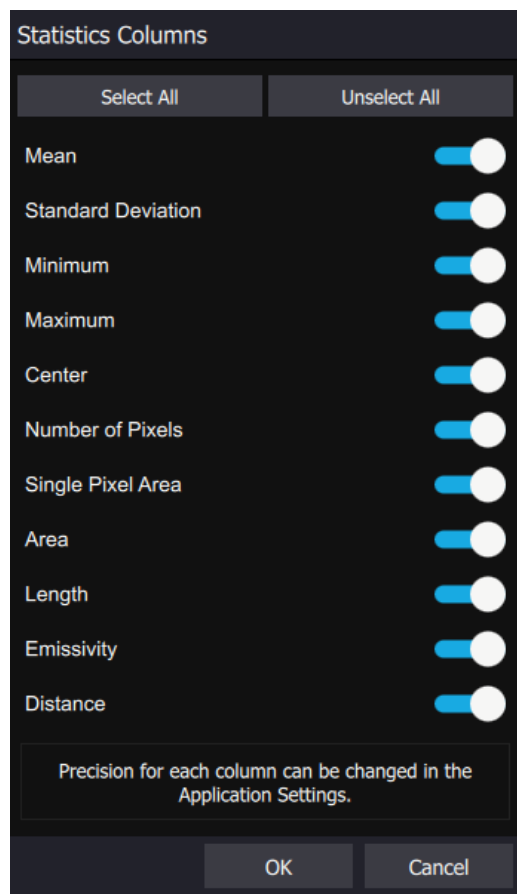 Statistics Columns
Select All Unselect All
Mean
Standard Deviation
Minimum
Maximum
Center
Number of Pixels
Single Pixel Area
Area
Length
Emissivity
Distance
Precision for each column can be changed in the
Application Settings.
OK Cancel